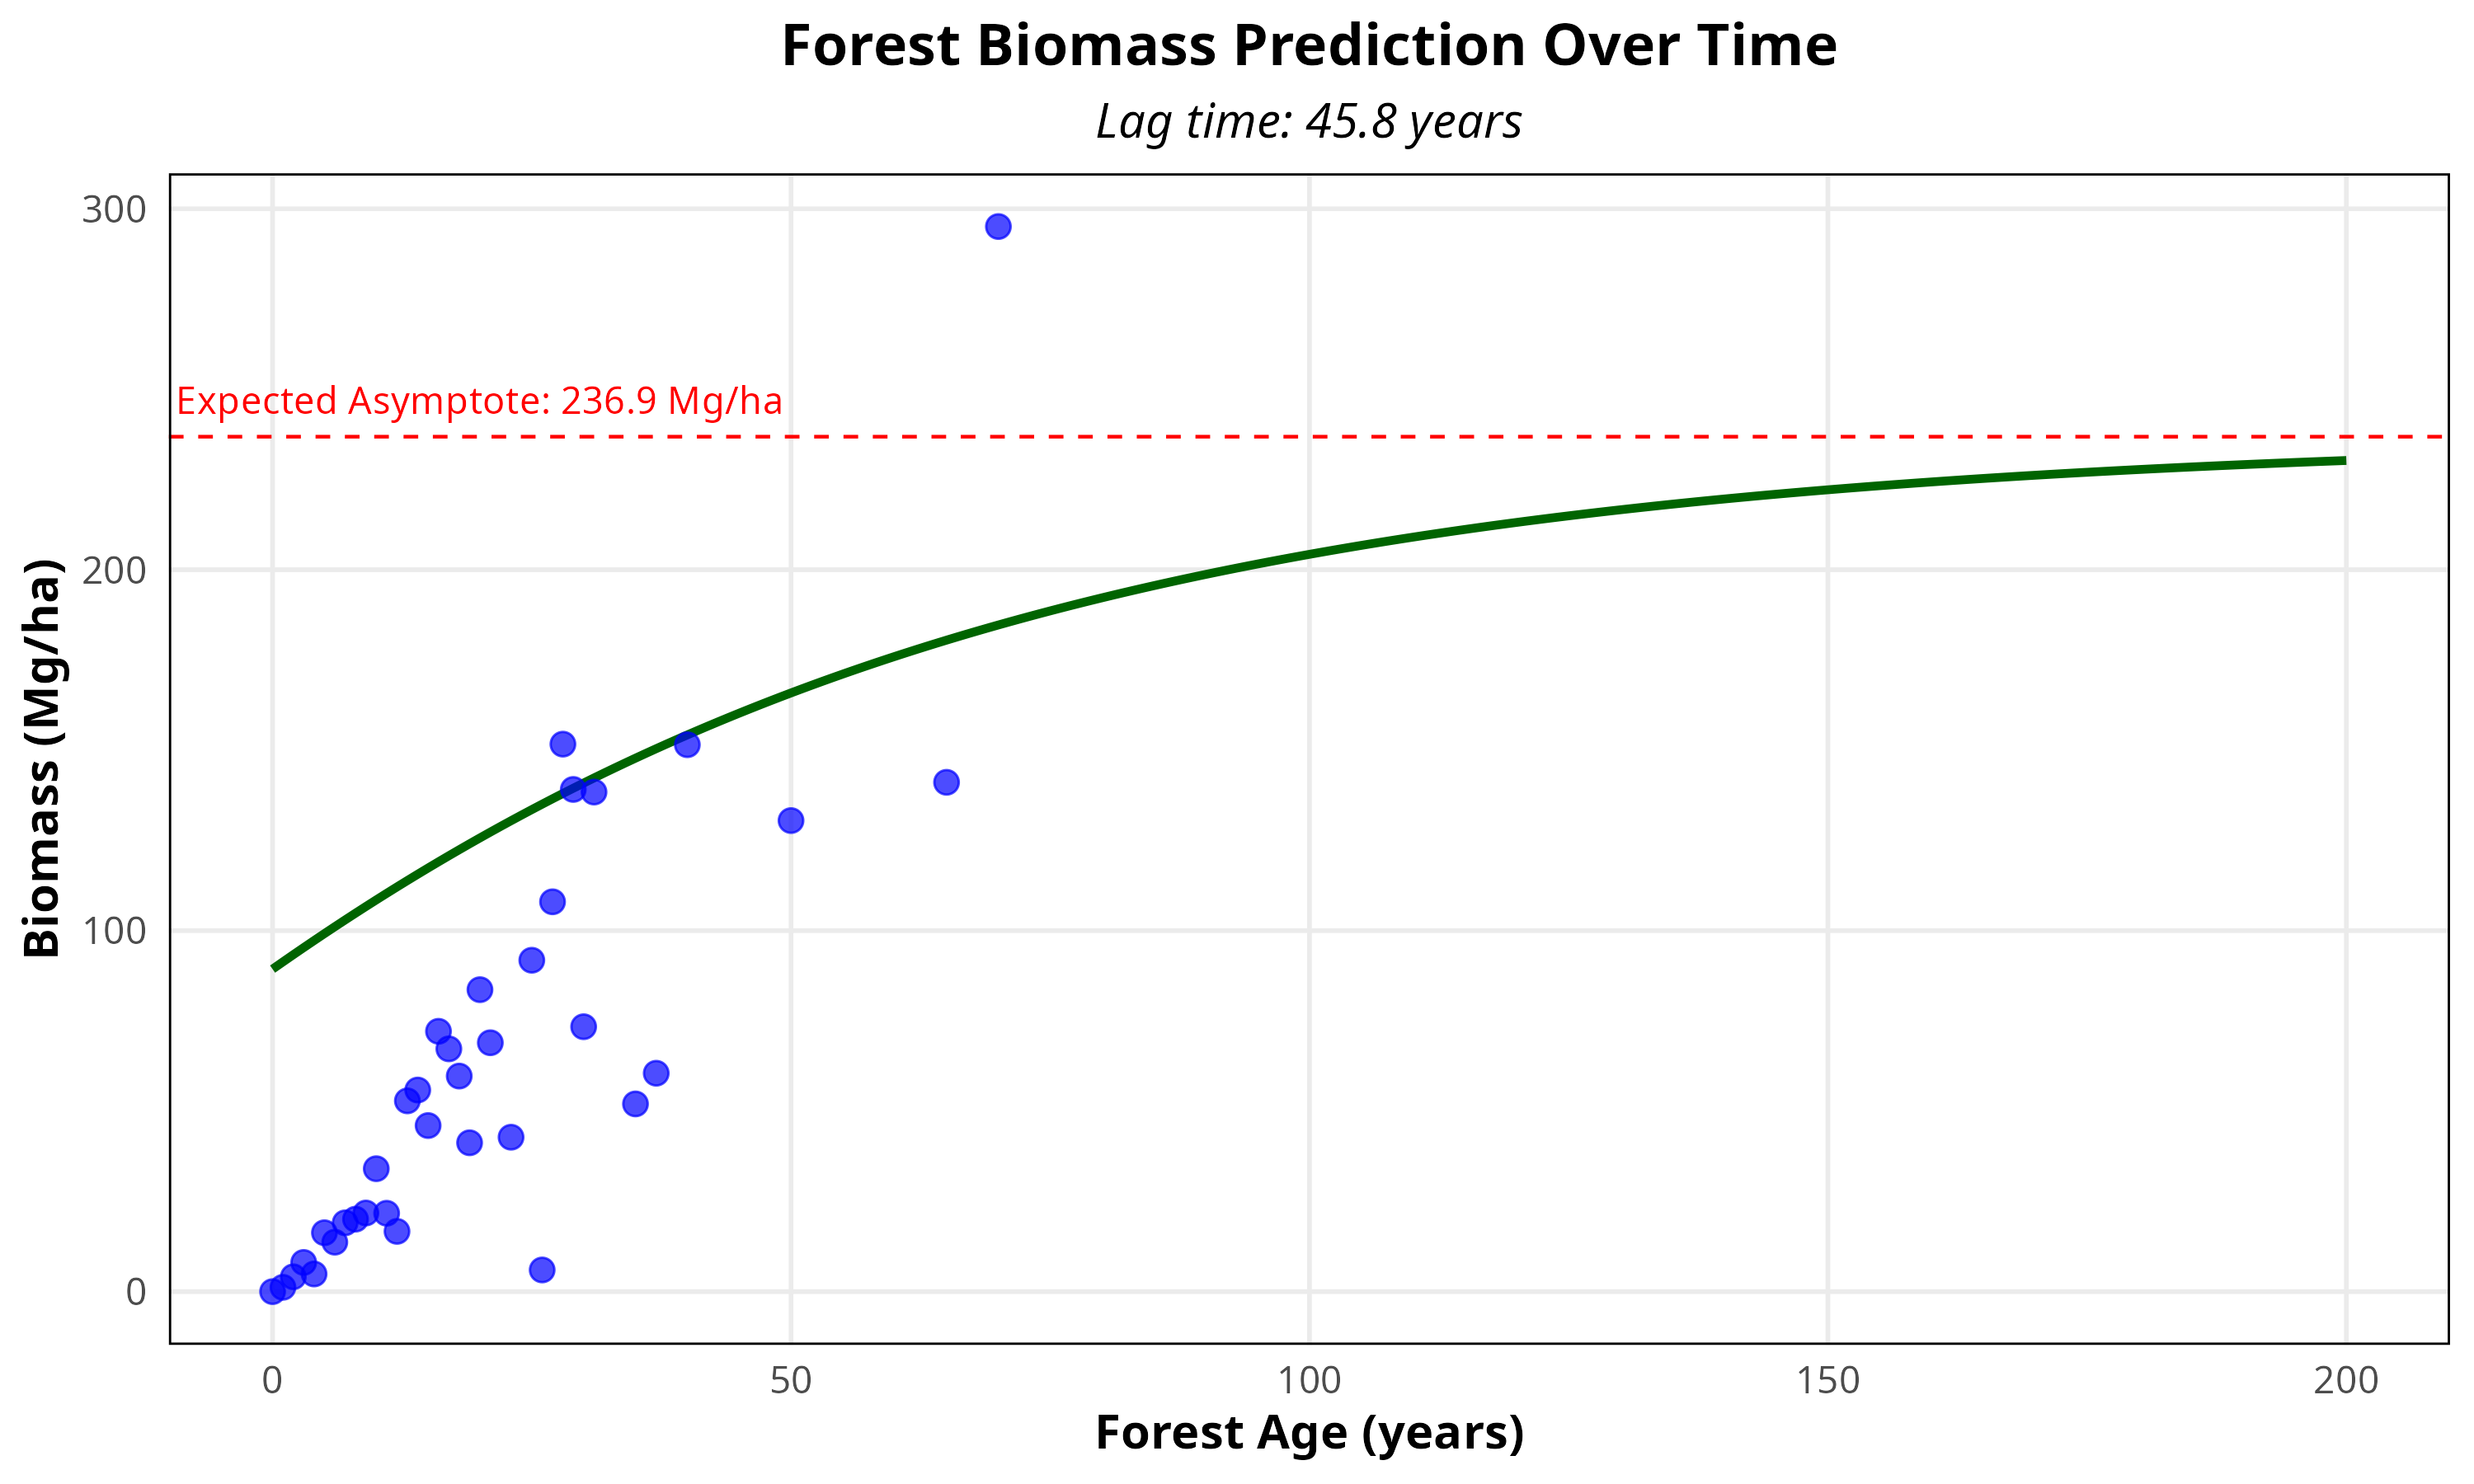 Forest Biomass Prediction Over Time
Lag time: 45.8 years
300
Expected Asymptote: 236.9 Mg/ha
200
100
0
Biomass (Mg/ha)
0 50 100 150 200
Forest Age (years)